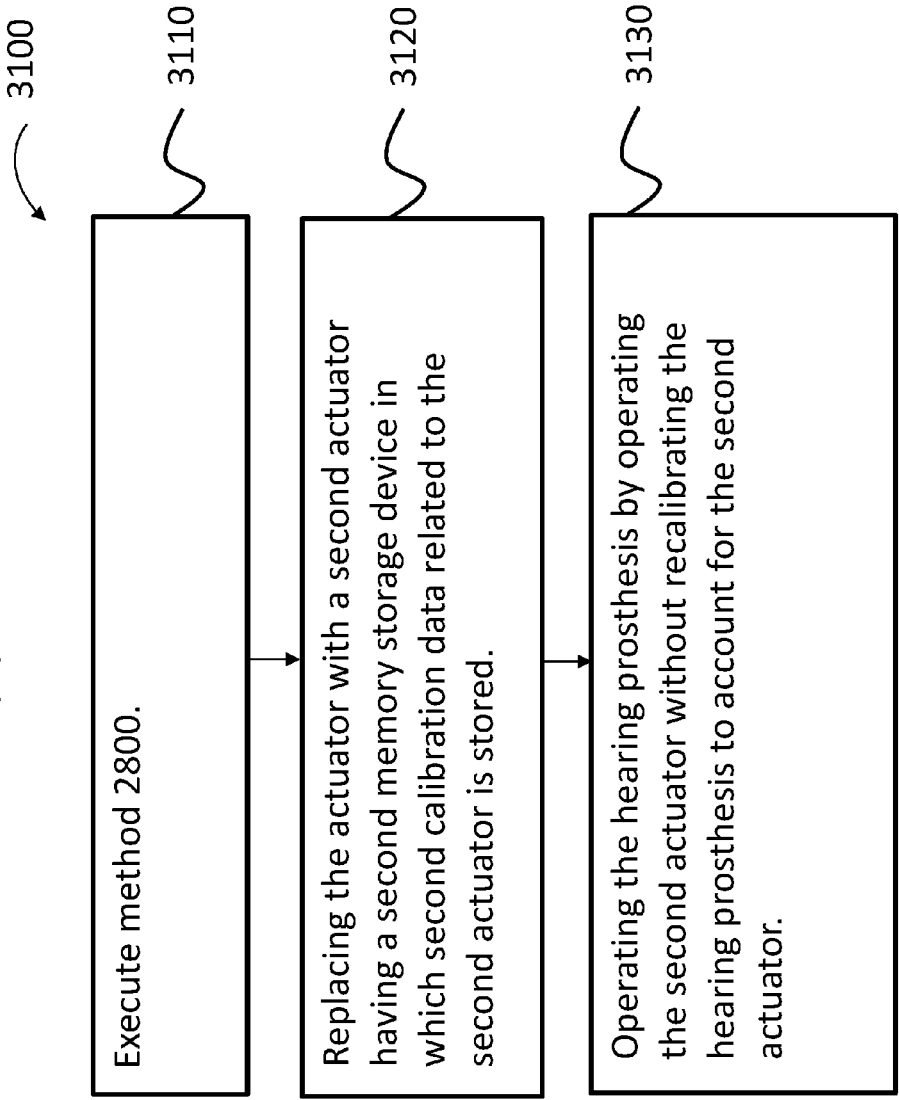 3100
3110
Execute method 2800.
3120
Replacing the actuator with a second actuator
having a second memory storage device in
which second calibration data related to the
second actuator is stored.
3130
Operating the hearing prosthesis by operating
the second actuator without recalibrating the
hearing prosthesis to account for the second
actuator.